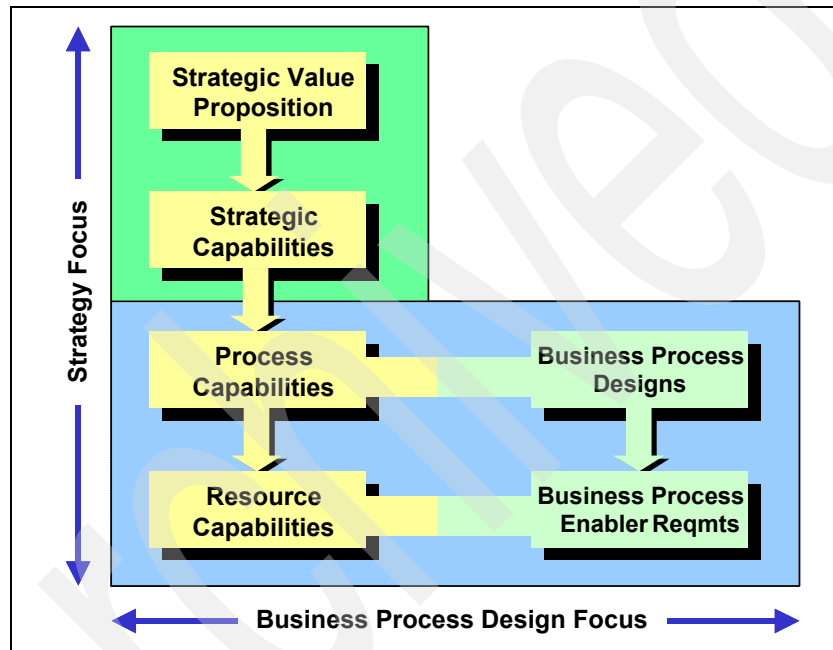 Strategic Value
Proposition
Strategic
Capabilities
Strategy Focus
Process
Capabilities
Business Process
Designs
Resource
Capabilities
Business Process
Enabler Reqmts
Business Process Design Focus